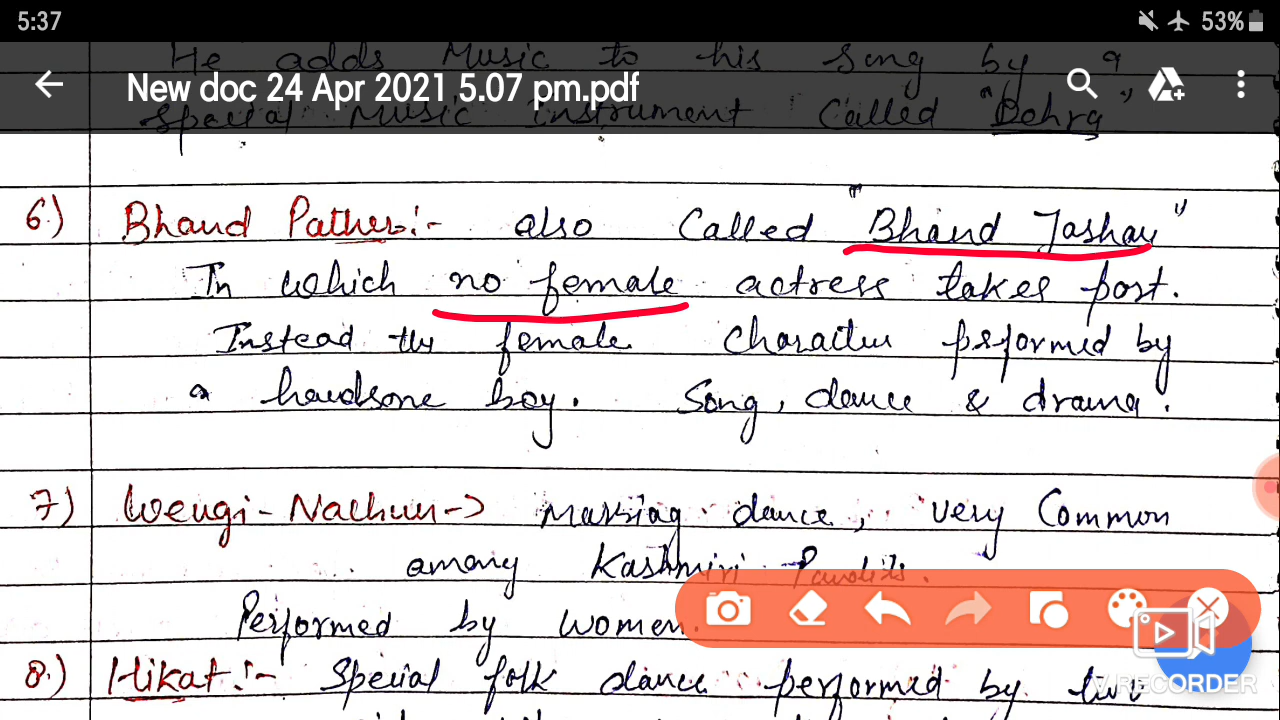 5:37
53%
He adds Music to his song by a
New doc 24 Apr 2021 5.07 pm.pdf
Special Music instrument Called "Dehra"
6.) Bhand Pather:- also Called "Bhand Jashan"
In which no female actress takes part.
Instead the female character performed by
a handsome boy. Song, dance & drama.
7) Weugi-Nachun-> Marriag dance, very Common
among Kashmiri Pandits.
Performed by women.
8.) Hikat:- Special folk dance performed by two
V RECORDER